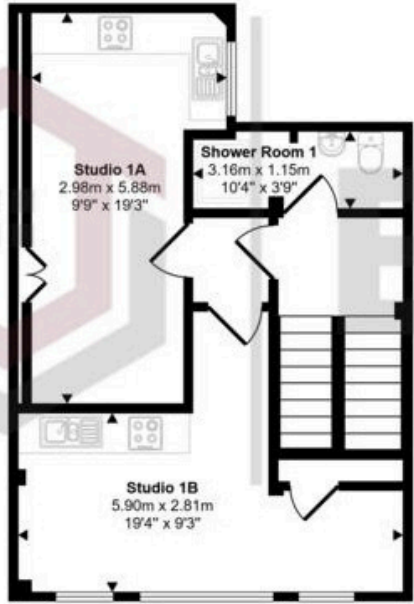 Shower Room 1
3.16m x 1.15m
10'4" x 3'9"
Studio 1A
2.98m x 5.88m
9'9" x 19'3"
Studio 1B
5.90m x 2.81m
19'4" x 9'3"